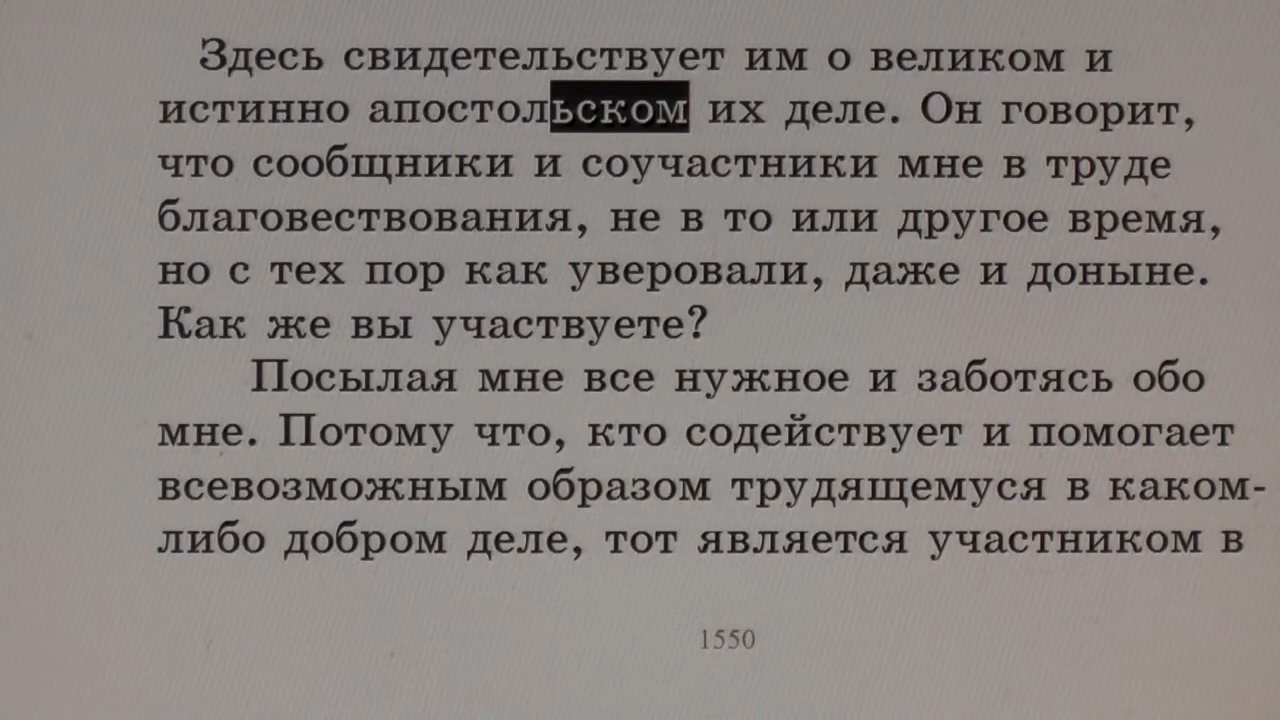 Здесь свидетельствует им о великом и
истинно апостольском их деле. Он говорит,
что сообщники и соучастники мне в труде
благовествования, не в то или другое время,
но с тех пор как уверовали, даже и доныне.
Как же вы участвуете?
Посылая мне все нужное и заботясь обо
мне. Потому что, кто содействует и помогает
всевозможным образом трудящемуся в каком-
либо добром деле, тот является участником в
1550